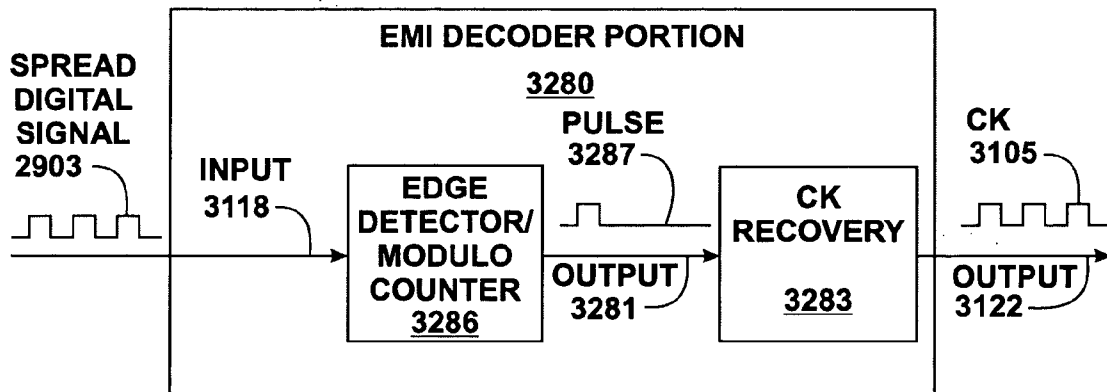 EMI DECODER PORTION
3280
SPREAD
DIGITAL
SIGNAL
2903
INPUT
3118
EDGE
DETECTOR/
MODULO
COUNTER
3286
PULSE
3287
OUTPUT
3281
CK
RECOVERY
3283
CK
3105
OUTPUT
3122